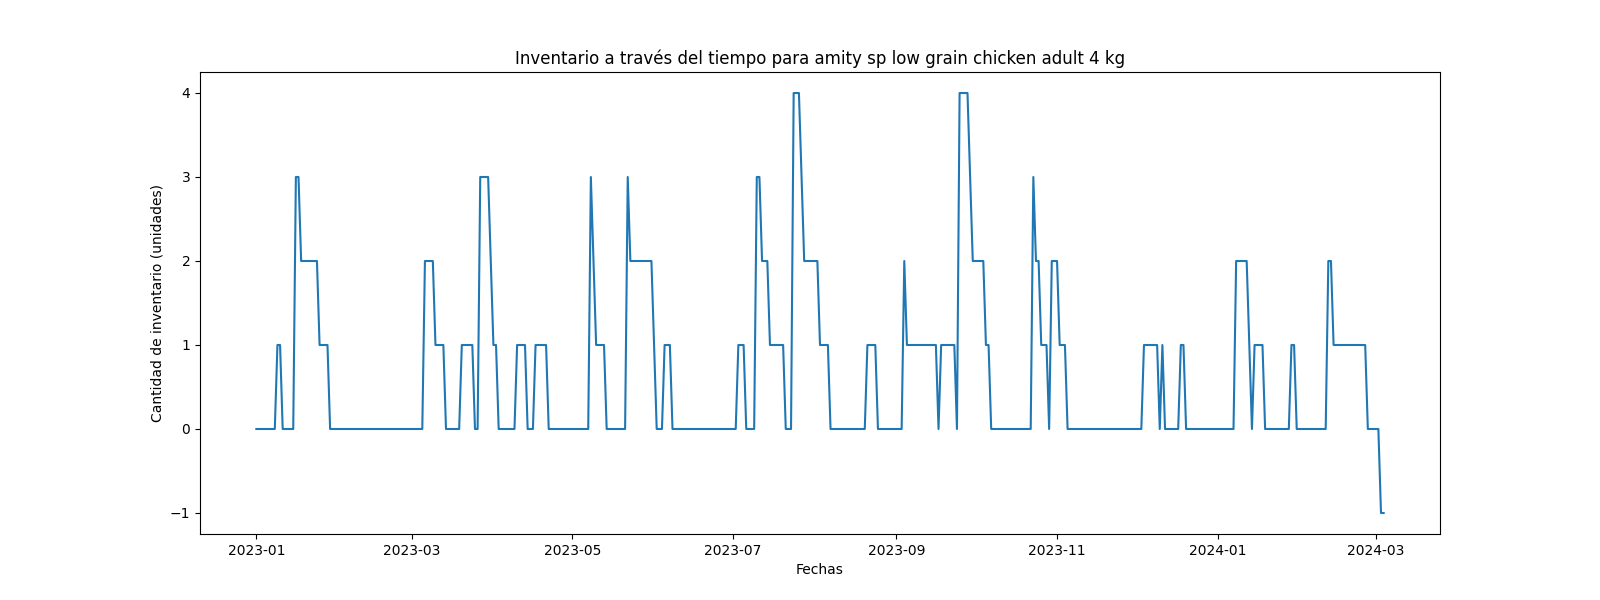 Inventario a través del tiempo para amity sp low grain chicken adult 4 kg
Cantidad de inventario (unidades)
4
3
2
1
0
−1
2023-01 2023-03 2023-05 2023-07 2023-09 2023-11 2024-01 2024-03
Fechas